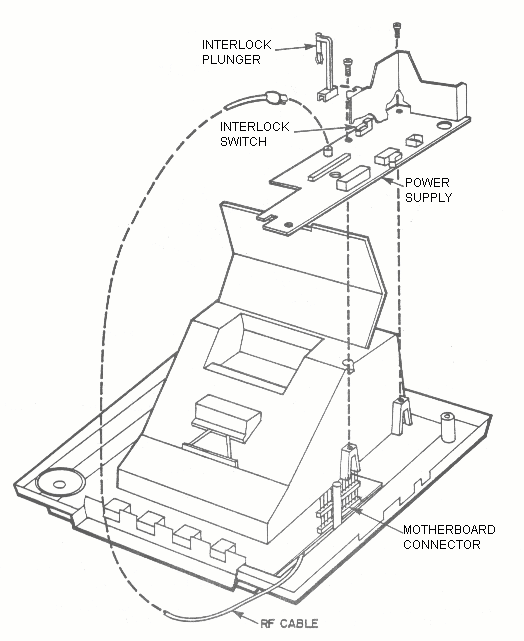 INTERLOCK
PLUNGER
INTERLOCK
SWITCH
POWER
SUPPLY
MOTHERBOARD
CONNECTOR
RF CABLE